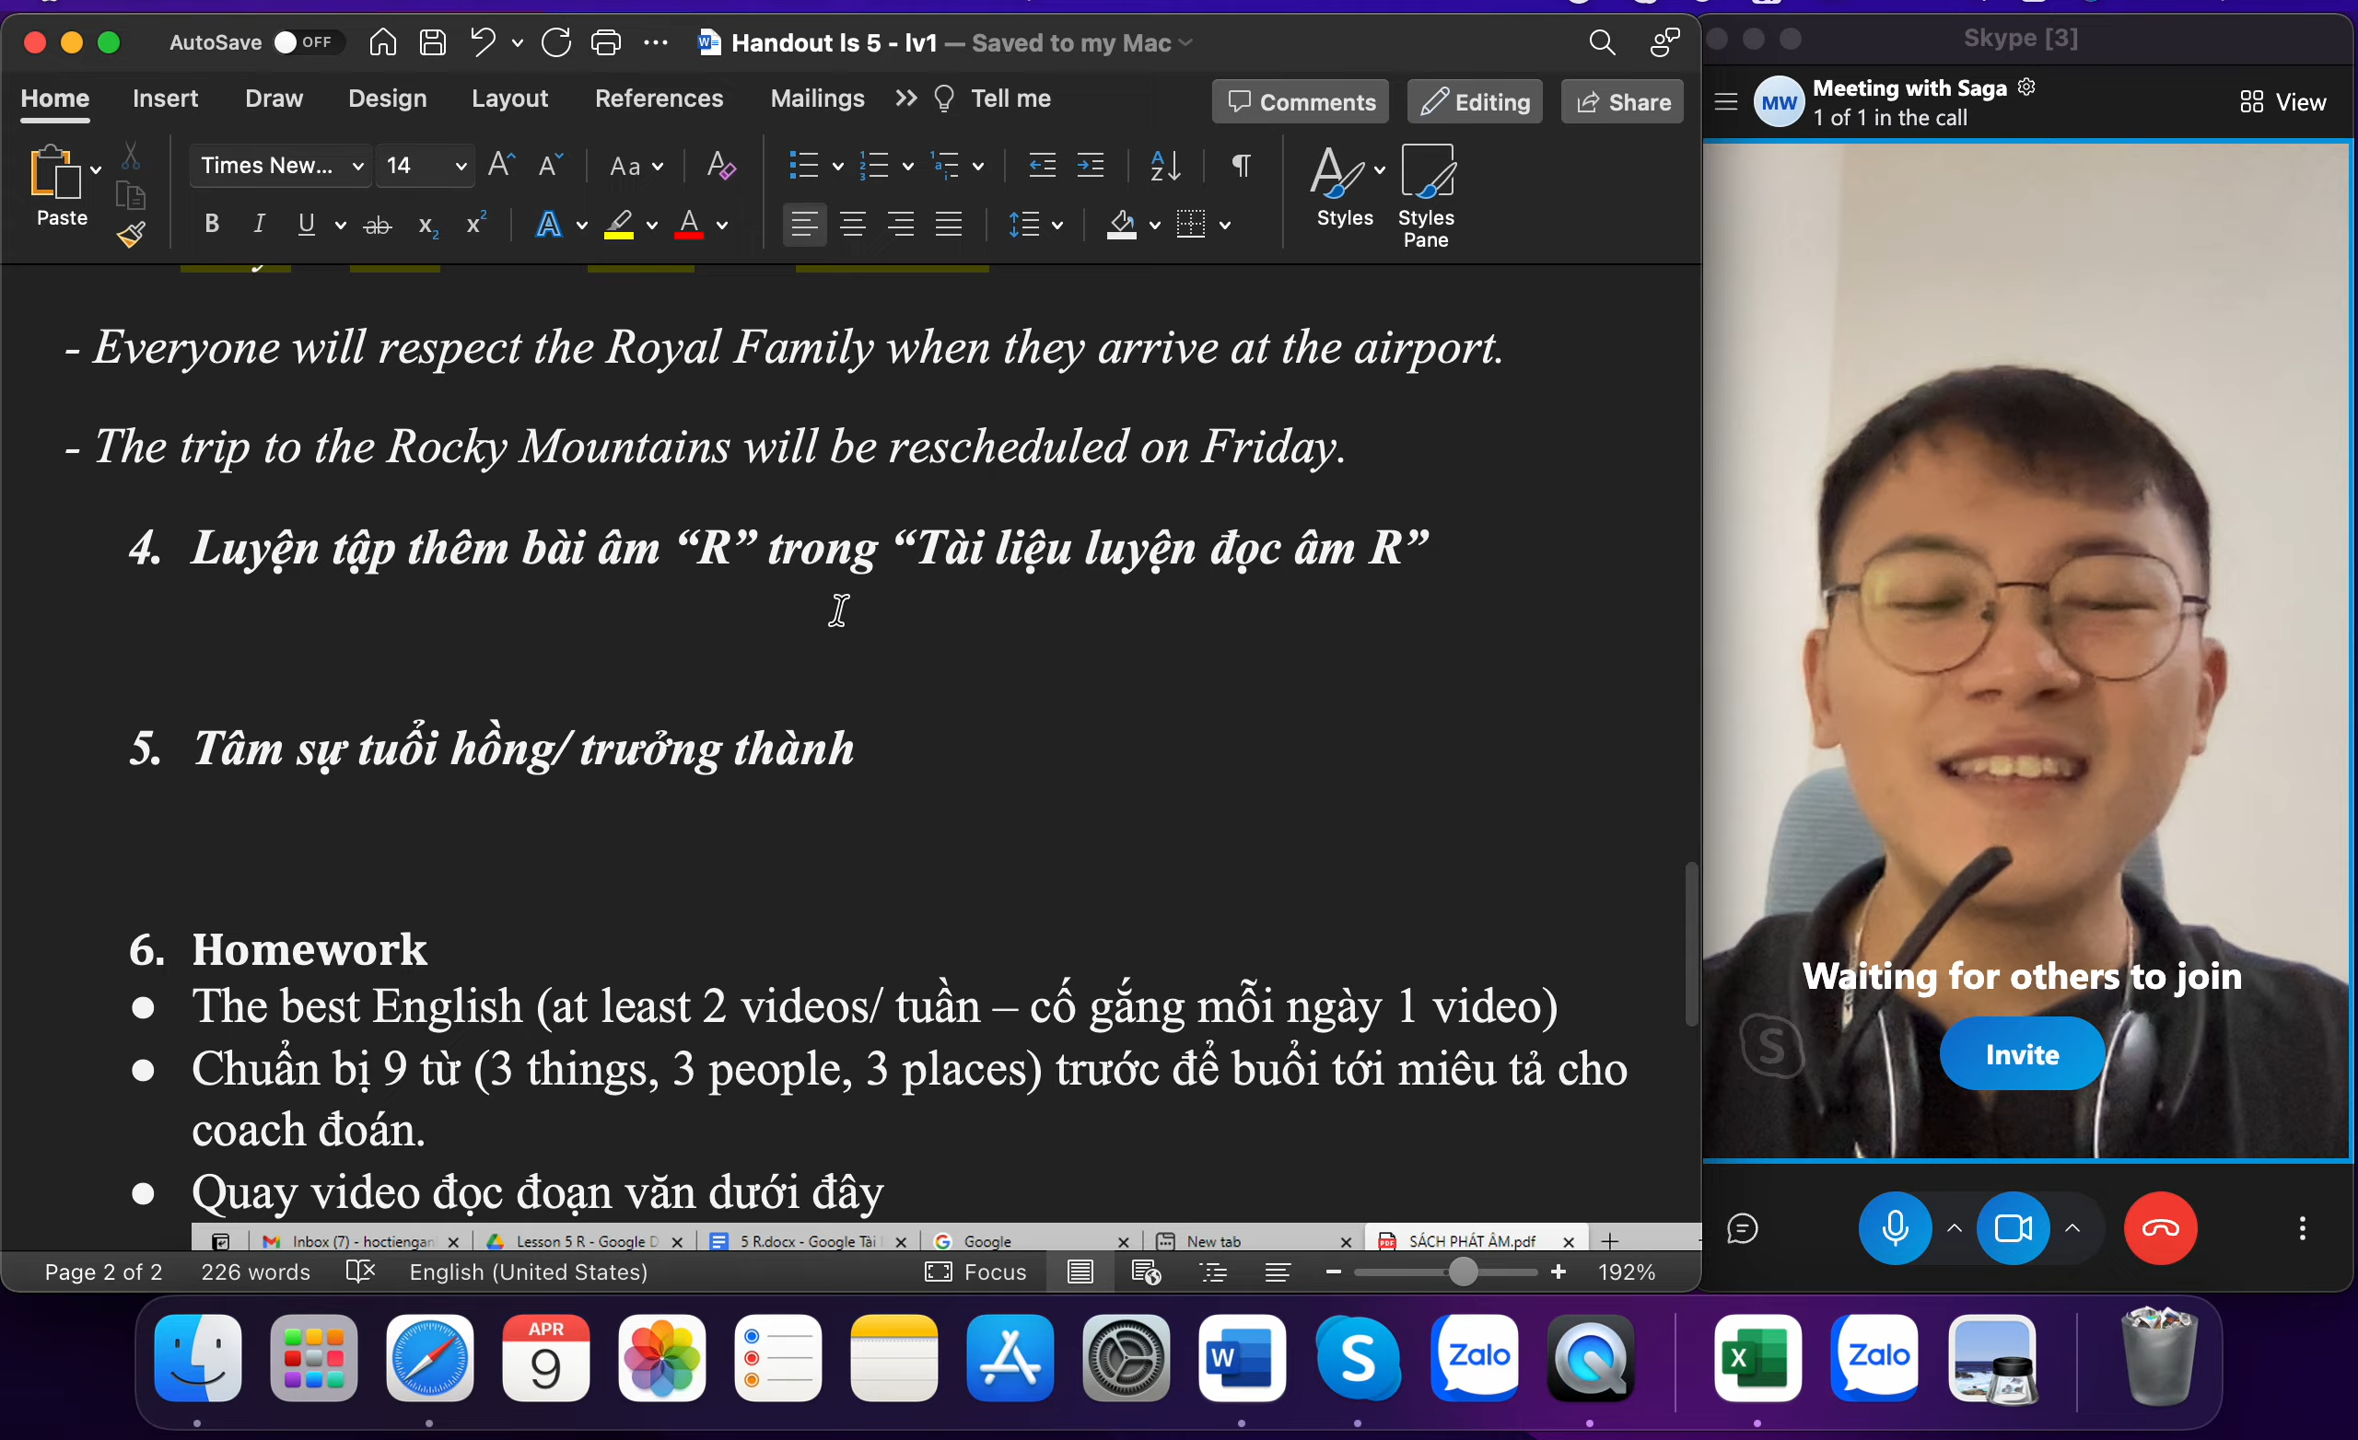 AutoSave OFF Handout ls 5 - lv1 — Saved to my Mac
Home Insert Draw Design Layout References Mailings Tell me Comments Editing Share
Paste Times New... 14 Aa Styles Styles Pane
- Everyone will respect the Royal Family when they arrive at the airport.
- The trip to the Rocky Mountains will be rescheduled on Friday.
4. Luyện tập thêm bài âm “R” trong “Tài liệu luyện đọc âm R”
5. Tâm sự tuổi hồng/ trưởng thành
6. Homework
● The best English (at least 2 videos/ tuần – cố gắng mỗi ngày 1 video)
● Chuẩn bị 9 từ (3 things, 3 people, 3 places) trước để buổi tới miêu tả cho
coach đoán.
● Quay video đọc đoạn văn dưới đây
Inbox (7) - hoctiengan Lesson 5 R - Google D 5 R.docx - Google Tài Google New tab SÁCH PHÁT ÂM.pdf
Page 2 of 2 226 words English (United States) Focus 192%
Skype [3]
MW Meeting with Saga
1 of 1 in the call
View
Waiting for others to join
Invite
APR
9
Zalo
Zalo